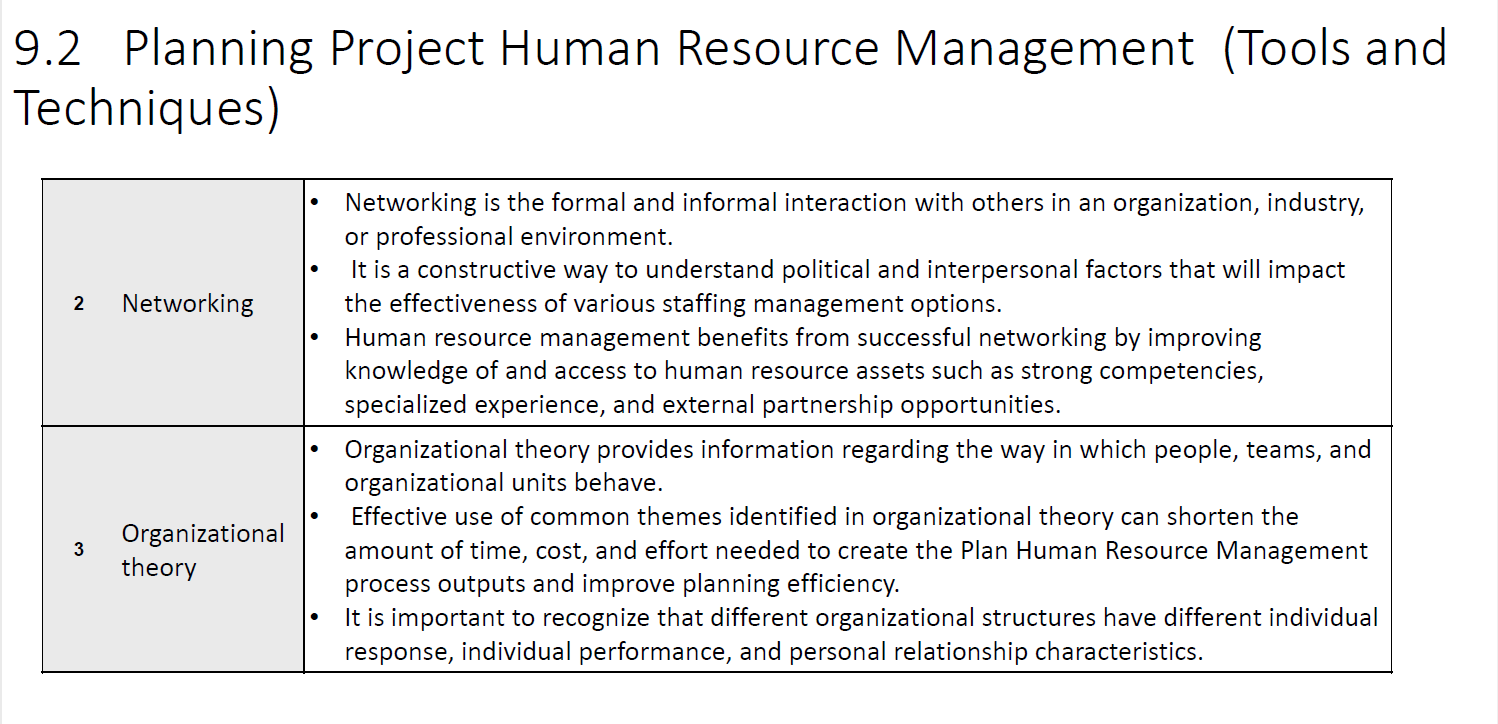 9.2 Planning Project Human Resource Management (Tools and
Techniques)
2 Networking
• Networking is the formal and informal interaction with others in an organization, industry,
or professional environment.
• It is a constructive way to understand political and interpersonal factors that will impact
the effectiveness of various staffing management options.
• Human resource management benefits from successful networking by improving
knowledge of and access to human resource assets such as strong competencies,
specialized experience, and external partnership opportunities.
3 Organizational
theory
• Organizational theory provides information regarding the way in which people, teams, and
organizational units behave.
• Effective use of common themes identified in organizational theory can shorten the
amount of time, cost, and effort needed to create the Plan Human Resource Management
process outputs and improve planning efficiency.
• It is important to recognize that different organizational structures have different individual
response, individual performance, and personal relationship characteristics.